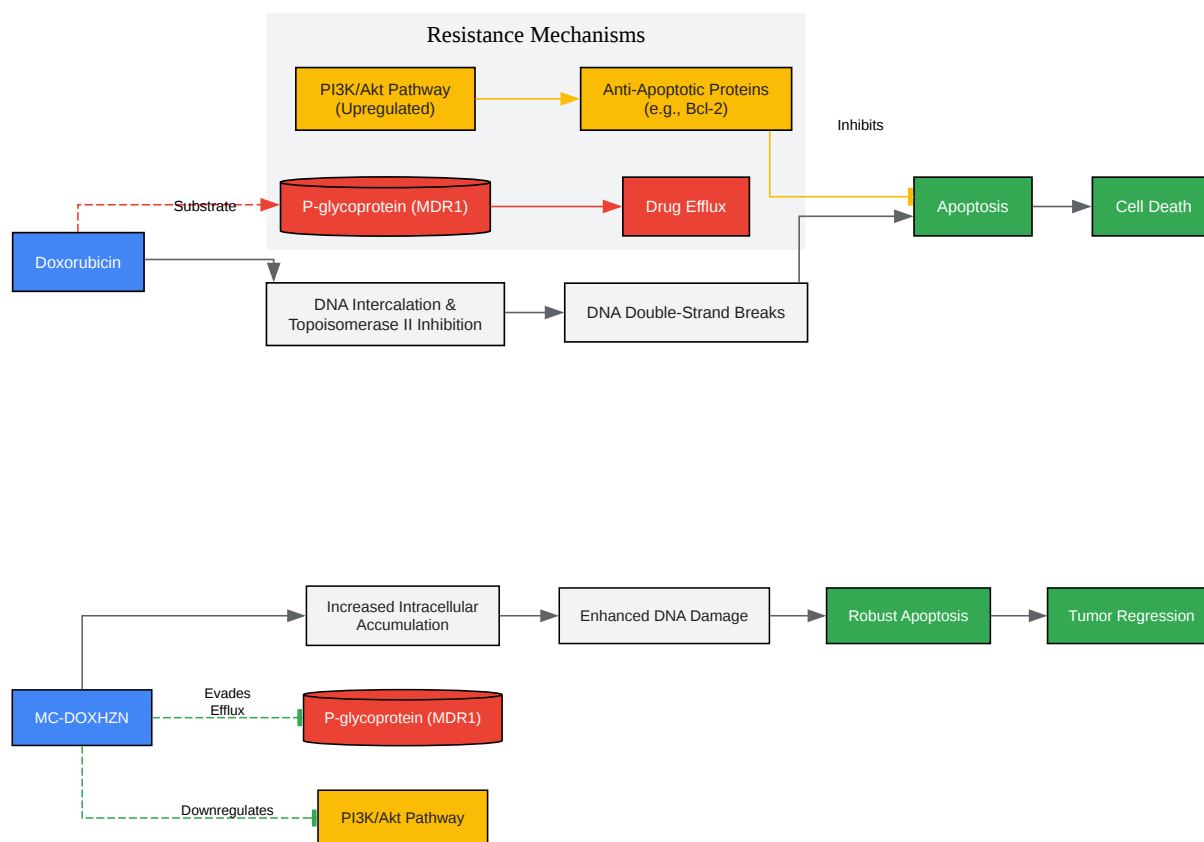 Resistance Mechanisms
PI3K/Akt Pathway
(Upregulated)
Anti-Apoptotic Proteins
(e.g., Bcl-2)
Inhibits
Substrate
P-glycoprotein (MDR1)
Drug Efflux
Apoptosis
Cell Death
Doxorubicin
DNA Intercalation &
Topoisomerase II Inhibition
DNA Double-Strand Breaks
Increased Intracellular
Accumulation
Enhanced DNA Damage
Robust Apoptosis
Tumor Regression
MC-DOXHZN
Evades
Efflux
P-glycoprotein (MDR1)
Downregulates
PI3K/Akt Pathway